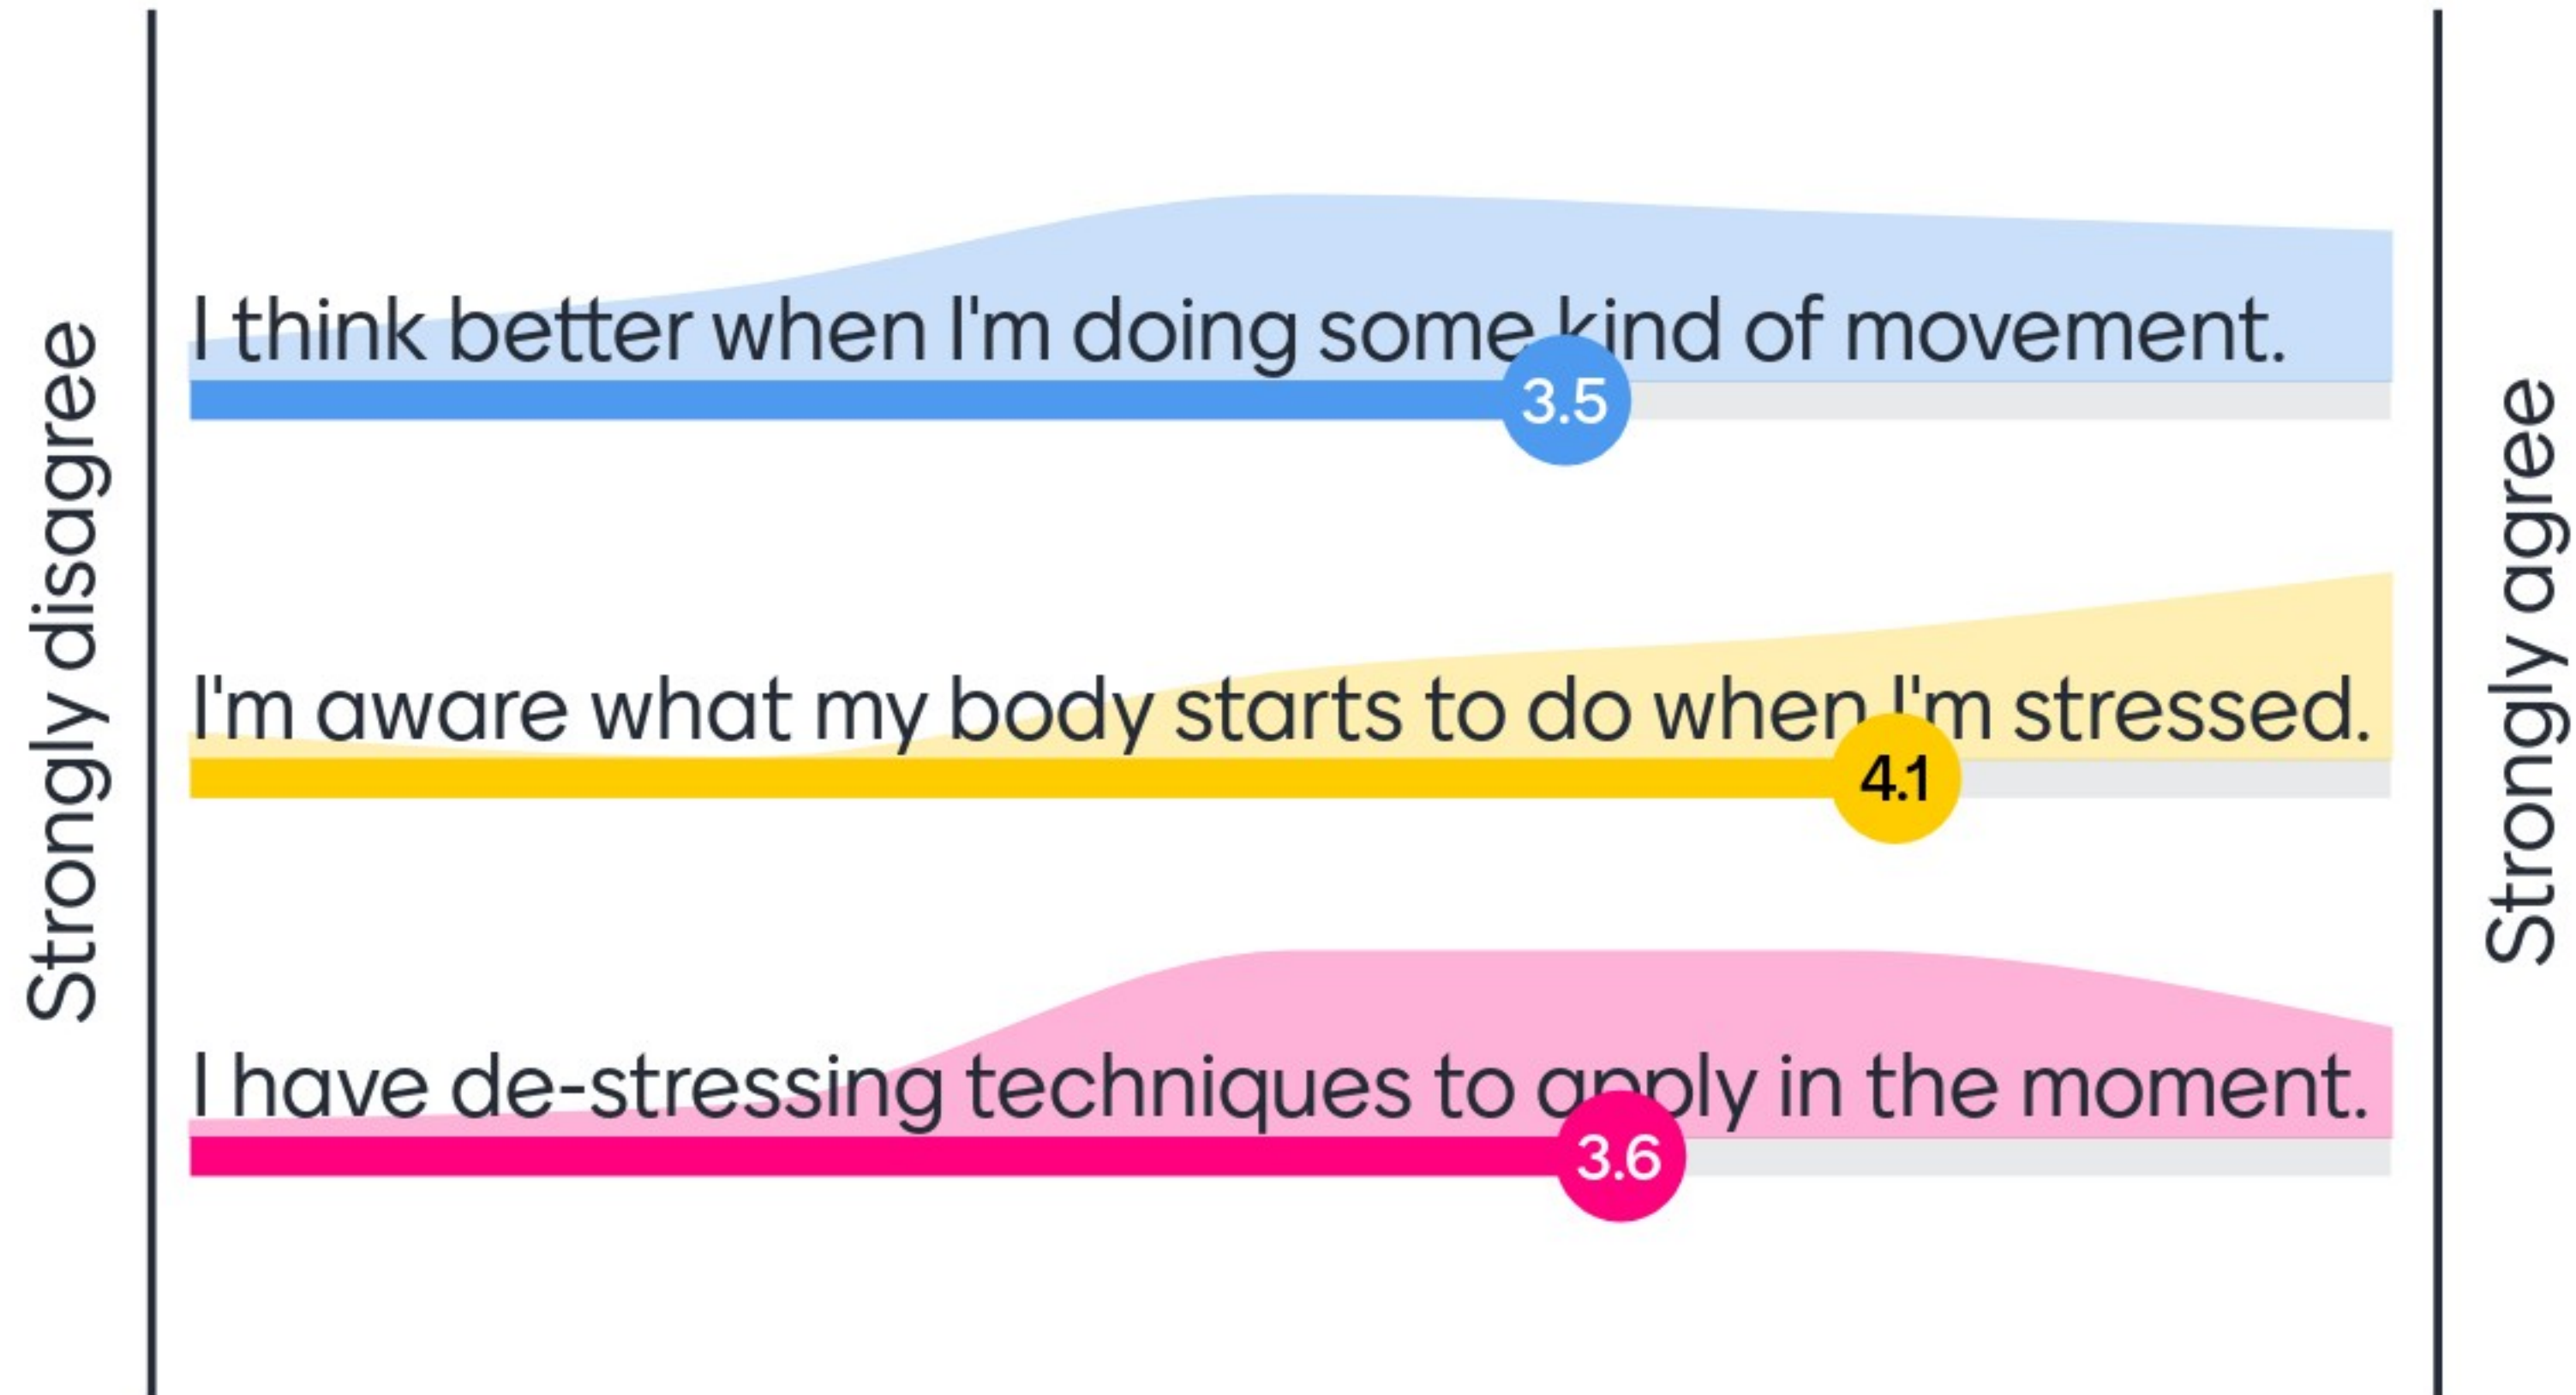 Strongly disagree
I think better when I'm doing some kind of movement.
3.5
I'm aware what my body starts to do when I'm stressed.
4.1
I have de-stressing techniques to apply in the moment.
3.6
Strongly agree